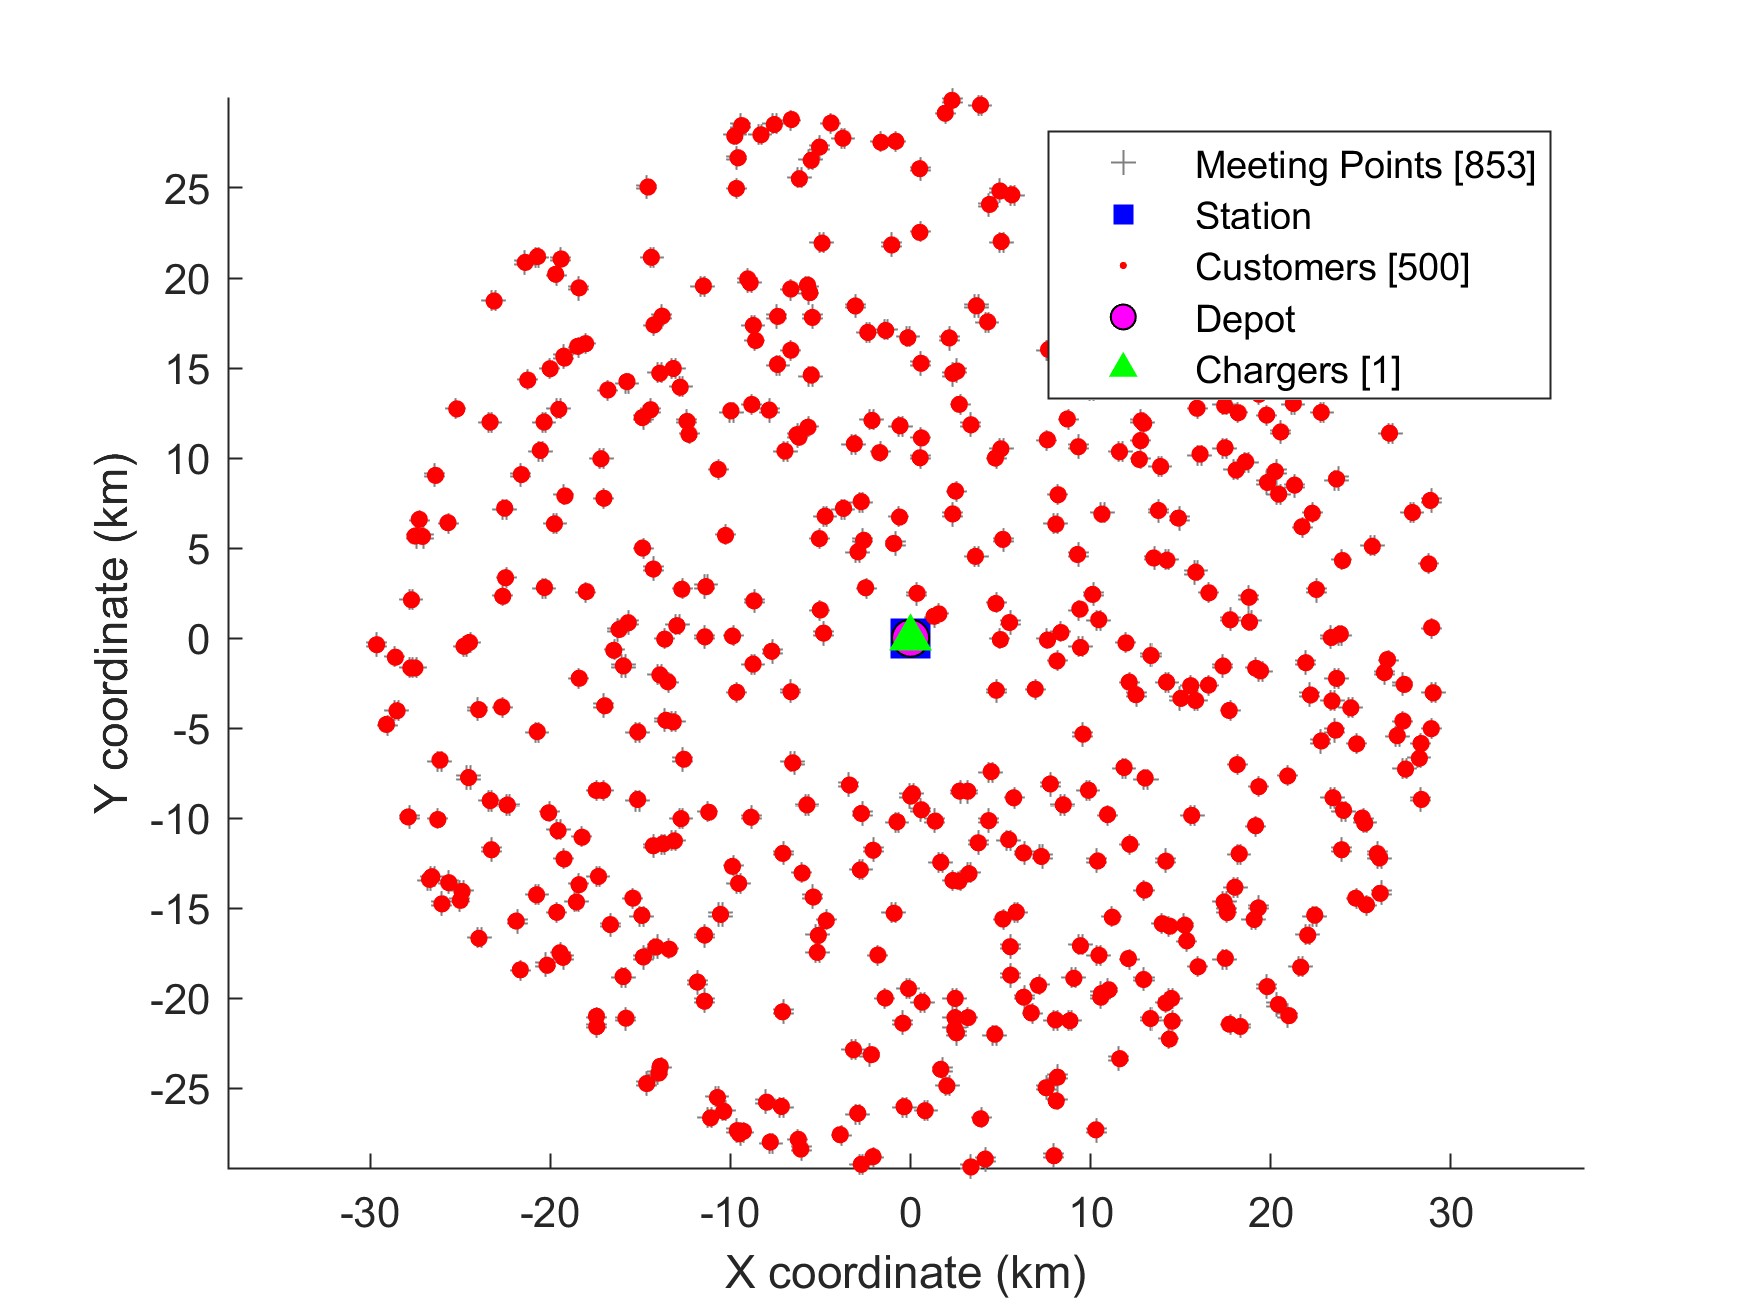 Meeting Points [853]
Station
Customers [500]
Depot
Chargers [1]
25
20
15
10
5
0
-5
-10
-15
-20
-25
Y coordinate (km)
-30 -20 -10 0 10 20 30
X coordinate (km)